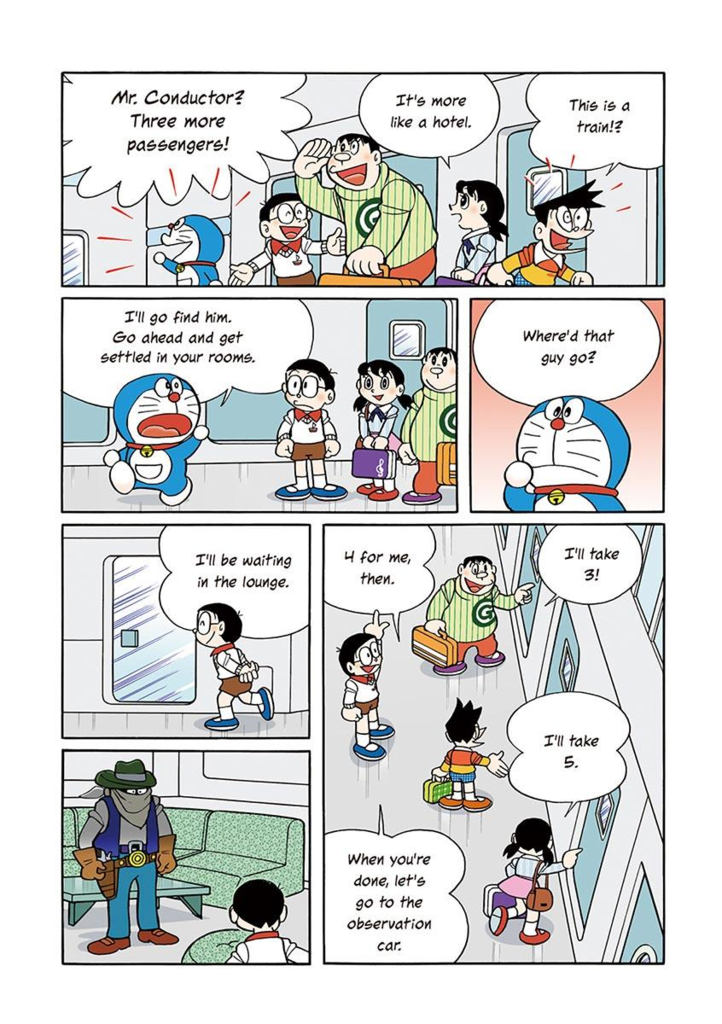 Mr. Conductor?
Three more
passengers!
It's more
like a hotel.
This is a
train!?
G
I'll go find him.
Go ahead and get
settled in your rooms.
G
Where'd that
guy go?
I'll be waiting
in the lounge.
4 for me,
then.
I'll take
3!
G
I'll take
5.
When you're
done, let's
go to the
observation
car.